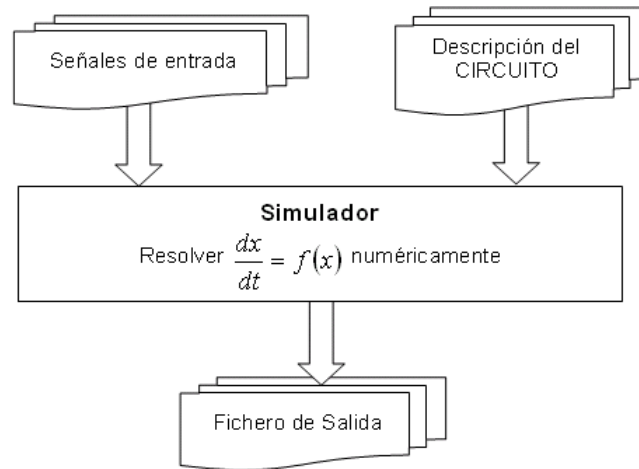 Señales de entrada
Descripción del
CIRCUITO
Simulador
Resolver dx/dt = f(x) numéricamente
Fichero de Salida